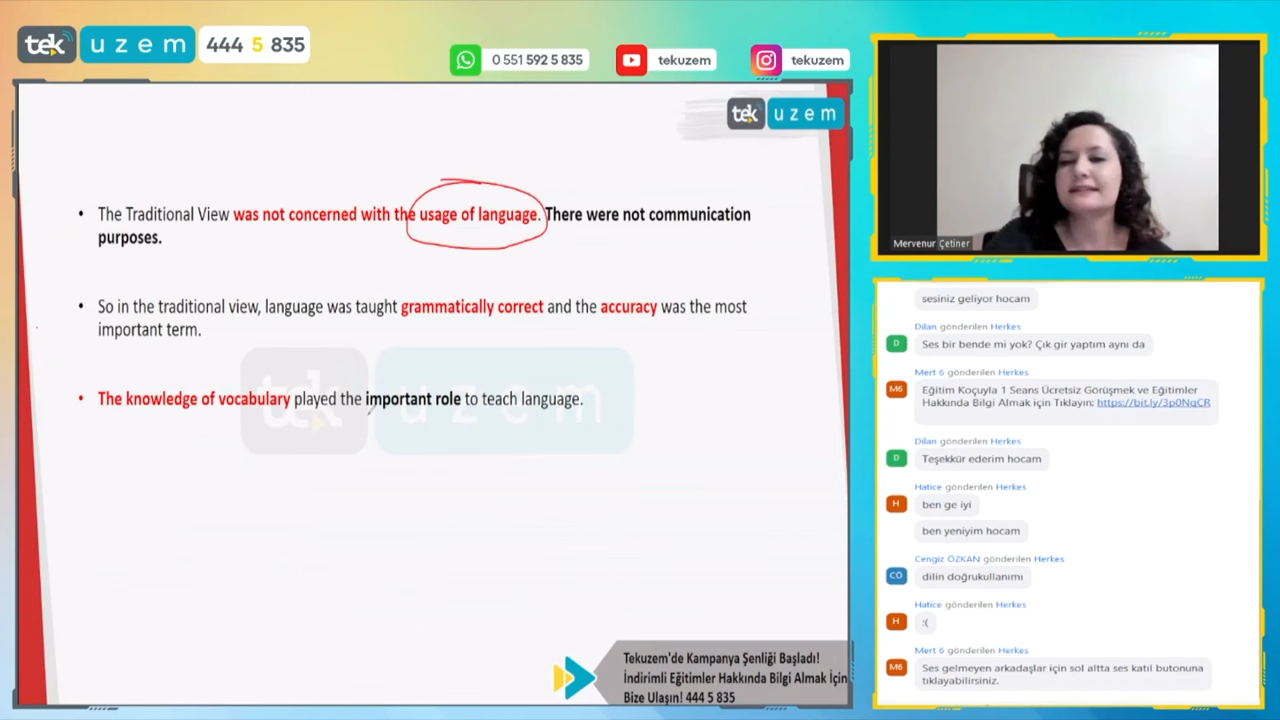 tek uzem 444 5 835
0 551 592 5 835
tekuzem
tekuzem
tek uzem
• The Traditional View was not concerned with the usage of language. There were not communication
purposes.
• So in the traditional view, language was taught grammatically correct and the accuracy was the most
important term.
• The knowledge of vocabulary played the important role to teach language.
tek uzem
Tekuzem'de Kampanya Şenliği Başladı!
İndirimli Eğitimler Hakkında Bilgi Almak İçin
Bize Ulaşın! 444 5 835
Mervenur Çetiner
sesiniz geliyor hocam
Dilan gönderilen Herkes
D
Ses bir bende mi yok? Çık gir yaptım aynı da
Mert 6 gönderilen Herkes
M6
Eğitim Koçuyla 1 Seans Ücretsiz Görüşmek ve Eğitimler
Hakkında Bilgi Almak için Tıklayın: https://bit.ly/3p0NqCR
Dilan gönderilen Herkes
D
Teşekkür ederim hocam
Hatice gönderilen Herkes
H
ben ge iyi
ben yeniyim hocam
Cengiz ÖZKAN gönderilen Herkes
CÖ
dilin doğrukullanımı
Hatice gönderilen Herkes
H
:(
Mert 6 gönderilen Herkes
M6
Ses gelmeyen arkadaşlar için sol altta ses katıl butonuna
tıklayabilirsiniz.